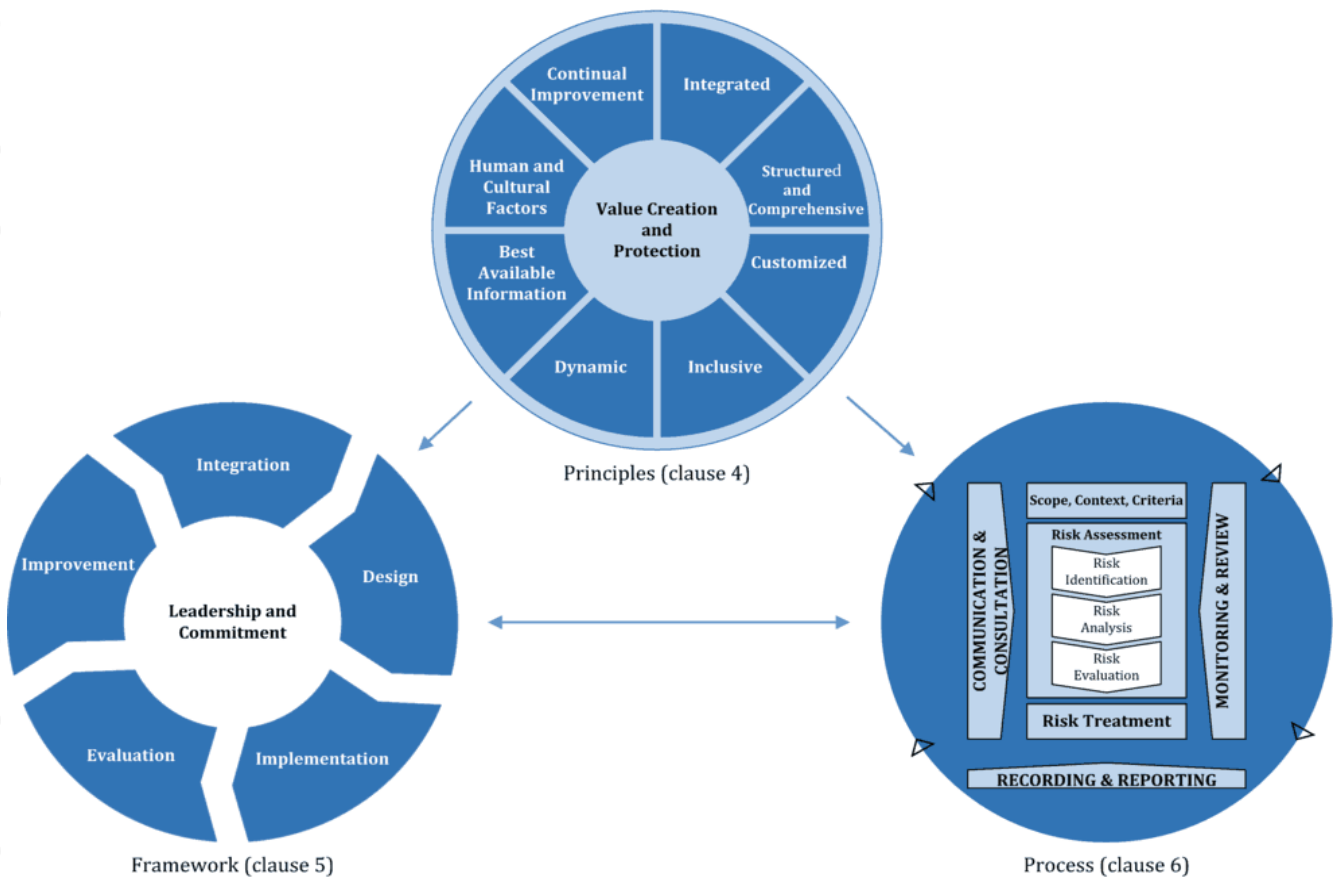 Continual
Improvement
Integrated
Human and
Cultural
Factors
Structured
and
Comprehensive
Value Creation
and
Protection
Best
Available
Information
Customized
Dynamic
Inclusive
Principles (clause 4)
Integration
Improvement
Design
Leadership and
Commitment
Evaluation
Implementation
Framework (clause 5)
Scope, Context, Criteria
Risk Assessment
Risk
Identification
Risk
Analysis
Risk
Evaluation
Risk Treatment
COMMUNICATION &
CONSULTATION
MONITORING & REVIEW
RECORDING & REPORTING
Process (clause 6)